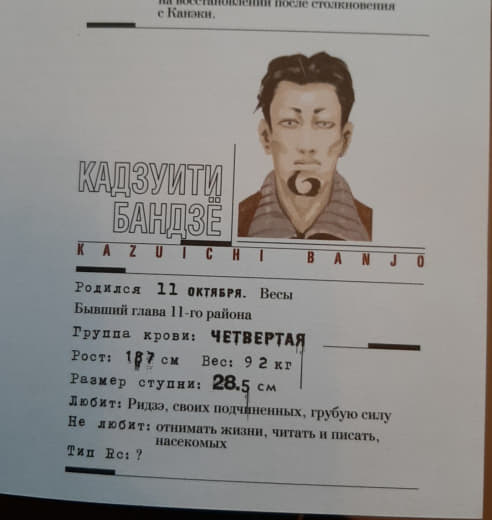 на восстановлении после столкновения
с Канэки.
КАДЗУИТИ
БАНДЗЁ
KAZUICHI BANJO
Родился 11 ОКТЯБРЯ. Весы
Бывший глава 11-го района
Группа крови: ЧЕТВЕРТАЯ
Рост: 187 см Вес: 92 кг
Размер ступни: 28.5 см
Любит: Ридзэ, своих подчиненных, грубую силу
Не любит: отнимать жизни, читать и писать,
насекомых
Тип Rc: ?